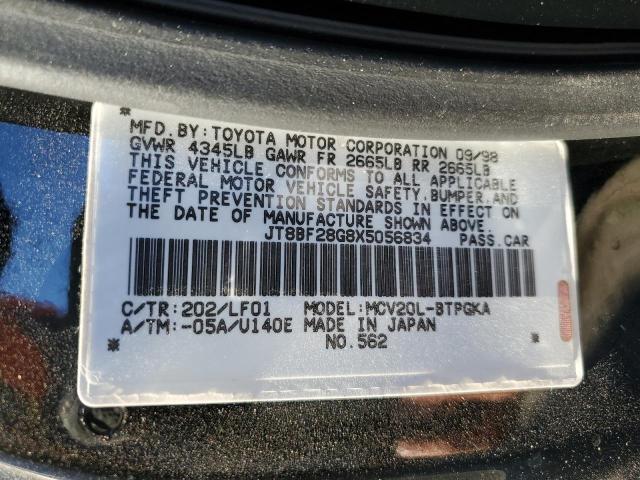 MFD.BY:TOYOTA MOTOR CORPORATION 09/98
GVWR 4345LB GAWR FR 2665LB RR 2665LB
THIS VEHICLE CONFORMS TO ALL APPLICABLE
FEDERAL MOTOR VEHICLE SAFETY,BUMPER,AND
THEFT PREVENTION STANDARDS IN EFFECT ON
THE DATE OF MANUFACTURE SHOWN ABOVE.
JT8BF28G8X5056834 PASS.CAR
C/TR:202/LF01 MODEL:MCV20L-BTPGKA
A/TM:-05A/U140E MADE IN JAPAN
NO.562